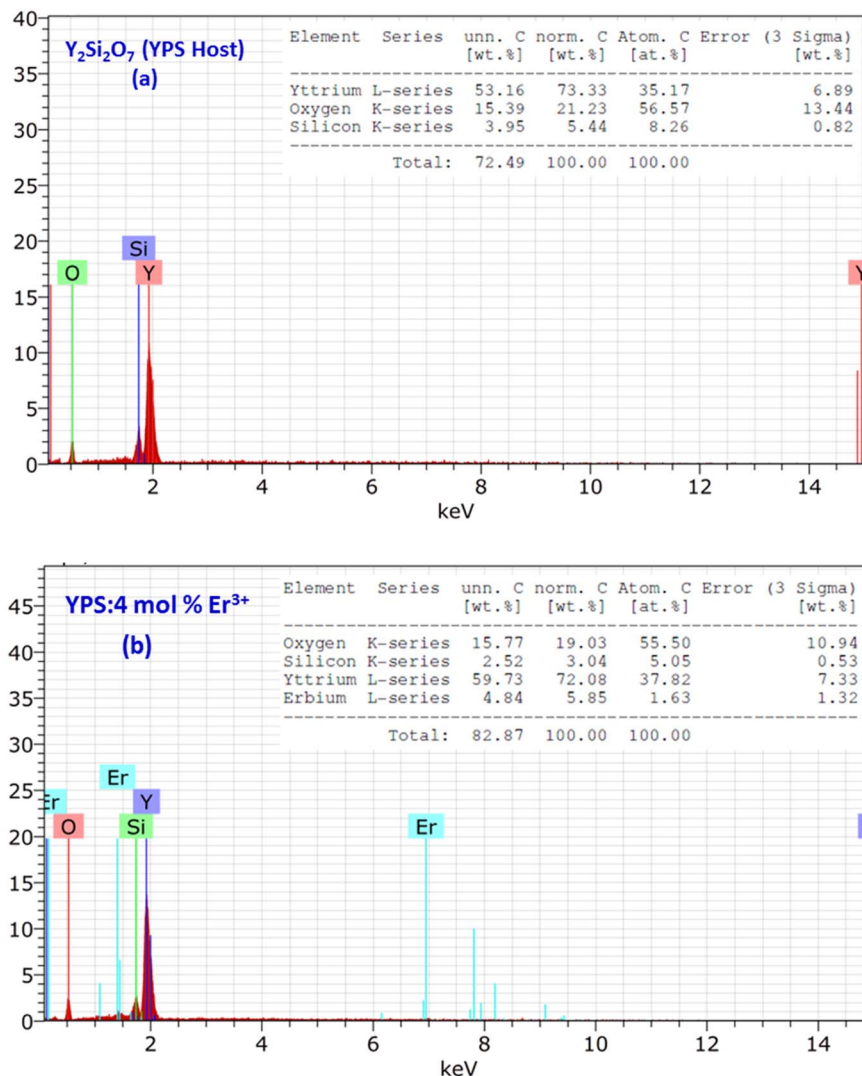 40
35
30
25
20
15
10
5
0
Y₂Si₂O₇ (YPS Host)
(a)
Element Series unn. C norm. C Atom. C Error (3 Sigma)
[wt.%] [wt.%] [at.%] [wt.%]
Yttrium L-series 53.16 73.33 35.17 6.89
Oxygen K-series 15.39 21.23 56.57 13.44
Silicon K-series 3.95 5.44 8.26 0.82
Total: 72.49 100.00 100.00
Si
O Y Y
2 4 6 8 10 12 14
keV
45
40
35
30
25
20
15
10
5
0
YPS:4 mol % Er³⁺
(b)
Element Series unn. C norm. C Atom. C Error (3 Sigma)
[wt.%] [wt.%] [at.%] [wt.%]
Oxygen K-series 15.77 19.03 55.50 10.94
Silicon K-series 2.52 3.04 5.05 0.53
Yttrium L-series 59.73 72.08 37.82 7.33
Erbium L-series 4.84 5.85 1.63 1.32
Total: 82.87 100.00 100.00
Er
Er Y
O Si Er
2 4 6 8 10 12 14
keV